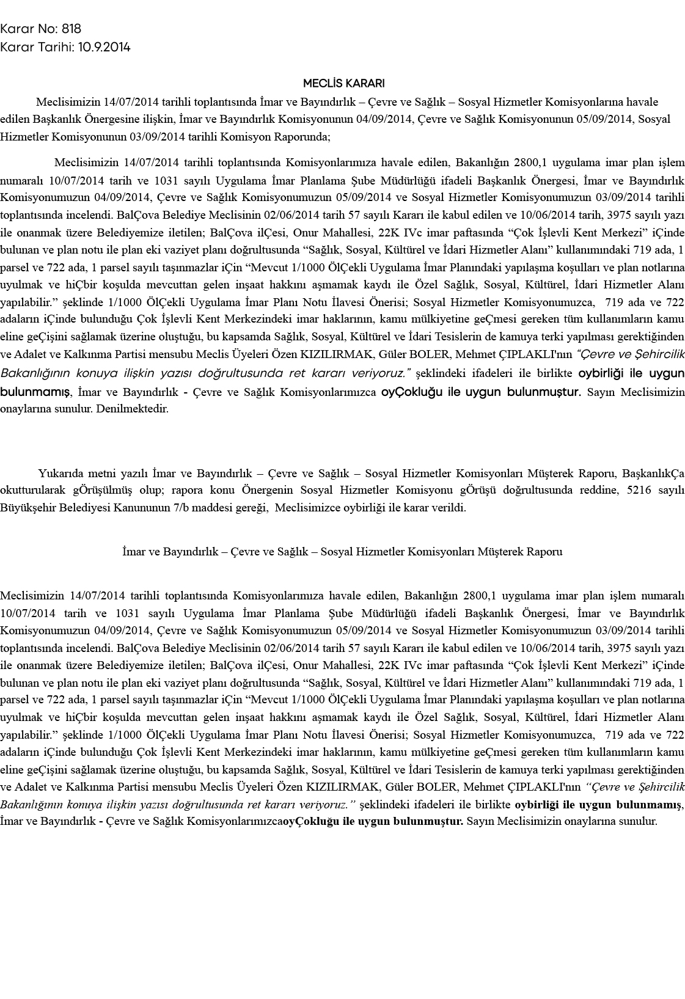 Karar No: 818
Karar Tarihi: 10.9.2014
MECLİS KARARI
Meclisimizin 14/07/2014 tarihli toplantısında İmar ve Bayındırlık – Çevre ve Sağlık – Sosyal Hizmetler Komisyonlarına havale
edilen Başkanlık Önergesine ilişkin, İmar ve Bayındırlık Komisyonunun 04/09/2014, Çevre ve Sağlık Komisyonunun 05/09/2014, Sosyal
Hizmetler Komisyonunun 03/09/2014 tarihli Komisyon Raporunda;
Meclisimizin 14/07/2014 tarihli toplantısında Komisyonlarımıza havale edilen, Bakanlığın 2800,1 uygulama imar plan işlem
numaralı 10/07/2014 tarih ve 1031 sayılı Uygulama İmar Planlama Şube Müdürlüğü ifadeli Başkanlık Önergesi, İmar ve Bayındırlık
Komisyonumuzun 04/09/2014, Çevre ve Sağlık Komisyonumuzun 05/09/2014 ve Sosyal Hizmetler Komisyonumuzun 03/09/2014 tarihli
toplantısında incelendi. BalÇova Belediye Meclisinin 02/06/2014 tarih 57 sayılı Kararı ile kabul edilen ve 10/06/2014 tarih, 3975 sayılı yazı
ile onanmak üzere Belediyemize iletilen; BalÇova ilÇesi, Onur Mahallesi, 22K IVc imar paftasında “Çok İşlevli Kent Merkezi” iÇinde
bulunan ve plan notu ile plan eki vaziyet planı doğrultusunda “Sağlık, Sosyal, Kültürel ve İdari Hizmetler Alanı” kullanımındaki 719 ada, 1
parsel ve 722 ada, 1 parsel sayılı taşınmazlar iÇin “Mevcut 1/1000 ÖlÇekli Uygulama İmar Planındaki yapılaşma koşulları ve plan notlarına
uyulmak ve hiÇbir koşulda mevcuttan gelen inşaat hakkını aşmamak kaydı ile Özel Sağlık, Sosyal, Kültürel, İdari Hizmetler Alanı
yapılabilir.” şeklinde 1/1000 ÖlÇekli Uygulama İmar Planı Notu İlavesi Önerisi; Sosyal Hizmetler Komisyonumuzca,  719 ada ve 722
adaların iÇinde bulunduğu Çok İşlevli Kent Merkezindeki imar haklarının, kamu mülkiyetine geÇmesi gereken tüm kullanımların kamu
eline geÇişini sağlamak üzerine oluştuğu, bu kapsamda Sağlık, Sosyal, Kültürel ve İdari Tesislerin de kamuya terki yapılması gerektiğinden
ve Adalet ve Kalkınma Partisi mensubu Meclis Üyeleri Özen KIZILIRMAK, Güler BOLER, Mehmet ÇIPLAKLI'nın “Çevre ve Şehircilik
Bakanlığının konuya ilişkin yazısı doğrultusunda ret kararı veriyoruz.” şeklindeki ifadeleri ile birlikte oybirliği ile uygun
bulunmamış, İmar ve Bayındırlık - Çevre ve Sağlık Komisyonlarımızca oyÇokluğu ile uygun bulunmuştur. Sayın Meclisimizin
onaylarına sunulur. Denilmektedir.
Yukarıda metni yazılı İmar ve Bayındırlık – Çevre ve Sağlık – Sosyal Hizmetler Komisyonları Müşterek Raporu, BaşkanlıkÇa
okutturularak gÖrüşülmüş olup; rapora konu Önergenin Sosyal Hizmetler Komisyonu gÖrüşü doğrultusunda reddine, 5216 sayılı
Büyükşehir Belediyesi Kanununun 7/b maddesi gereği,  Meclisimizce oybirliği ile karar verildi.
İmar ve Bayındırlık – Çevre ve Sağlık – Sosyal Hizmetler Komisyonları Müşterek Raporu
Meclisimizin 14/07/2014 tarihli toplantısında Komisyonlarımıza havale edilen, Bakanlığın 2800,1 uygulama imar plan işlem numaralı
10/07/2014 tarih ve 1031 sayılı Uygulama İmar Planlama Şube Müdürlüğü ifadeli Başkanlık Önergesi, İmar ve Bayındırlık
Komisyonumuzun 04/09/2014, Çevre ve Sağlık Komisyonumuzun 05/09/2014 ve Sosyal Hizmetler Komisyonumuzun 03/09/2014 tarihli
toplantısında incelendi. BalÇova Belediye Meclisinin 02/06/2014 tarih 57 sayılı Kararı ile kabul edilen ve 10/06/2014 tarih, 3975 sayılı yazı
ile onanmak üzere Belediyemize iletilen; BalÇova ilÇesi, Onur Mahallesi, 22K IVc imar paftasında “Çok İşlevli Kent Merkezi” iÇinde
bulunan ve plan notu ile plan eki vaziyet planı doğrultusunda “Sağlık, Sosyal, Kültürel ve İdari Hizmetler Alanı” kullanımındaki 719 ada, 1
parsel ve 722 ada, 1 parsel sayılı taşınmazlar iÇin “Mevcut 1/1000 ÖlÇekli Uygulama İmar Planındaki yapılaşma koşulları ve plan notlarına
uyulmak ve hiÇbir koşulda mevcuttan gelen inşaat hakkını aşmamak kaydı ile Özel Sağlık, Sosyal, Kültürel, İdari Hizmetler Alanı
yapılabilir.” şeklinde 1/1000 ÖlÇekli Uygulama İmar Planı Notu İlavesi Önerisi; Sosyal Hizmetler Komisyonumuzca,  719 ada ve 722
adaların iÇinde bulunduğu Çok İşlevli Kent Merkezindeki imar haklarının, kamu mülkiyetine geÇmesi gereken tüm kullanımların kamu
eline geÇişini sağlamak üzerine oluştuğu, bu kapsamda Sağlık, Sosyal, Kültürel ve İdari Tesislerin de kamuya terki yapılması gerektiğinden
ve Adalet ve Kalkınma Partisi mensubu Meclis Üyeleri Özen KIZILIRMAK, Güler BOLER, Mehmet ÇIPLAKLI'nın “Çevre ve Şehircilik
Bakanlığının konuya ilişkin yazısı doğrultusunda ret kararı veriyoruz.” şeklindeki ifadeleri ile birlikte oybirliği ile uygun bulunmamış,
İmar ve Bayındırlık - Çevre ve Sağlık KomisyonlarımızcaoyÇokluğu ile uygun bulunmuştur. Sayın Meclisimizin onaylarına sunulur.